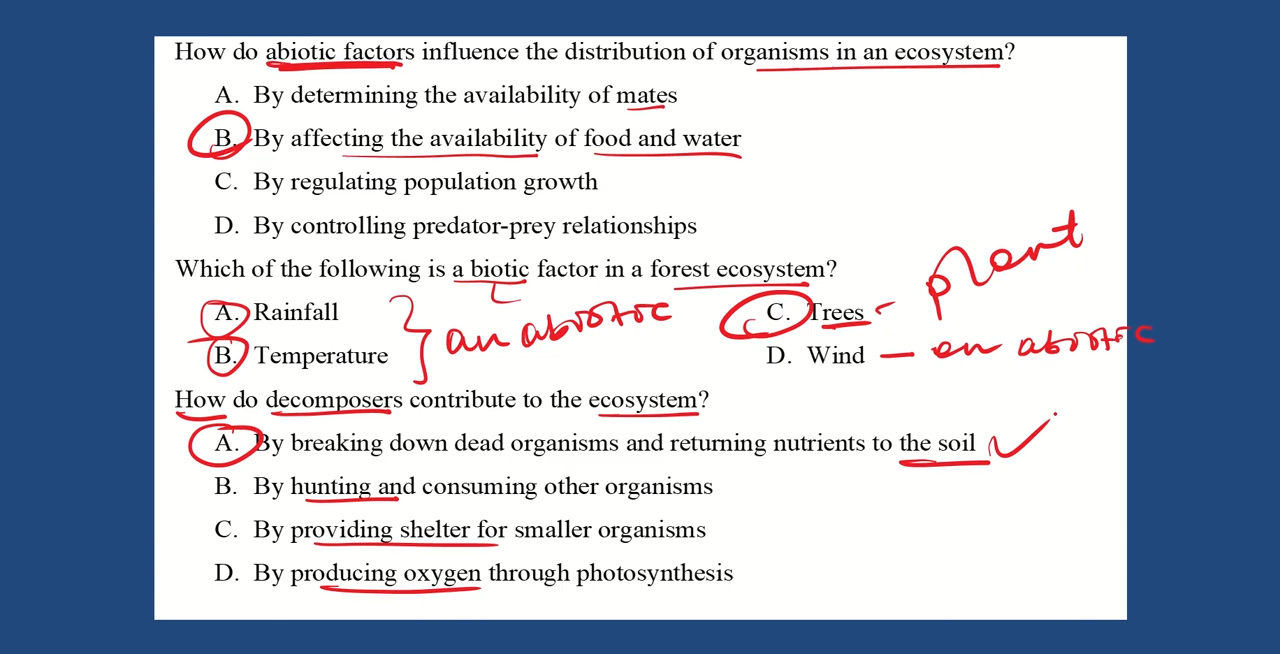 How do abiotic factors influence the distribution of organisms in an ecosystem?
A. By determining the availability of mates
B. By affecting the availability of food and water
C. By regulating population growth
D. By controlling predator-prey relationships
plant
Which of the following is a biotic factor in a forest ecosystem?
A. Rainfall
B. Temperature
an abiotic
C. Trees
D. Wind - an abiotic
How do decomposers contribute to the ecosystem?
A. By breaking down dead organisms and returning nutrients to the soil
B. By hunting and consuming other organisms
C. By providing shelter for smaller organisms
D. By producing oxygen through photosynthesis